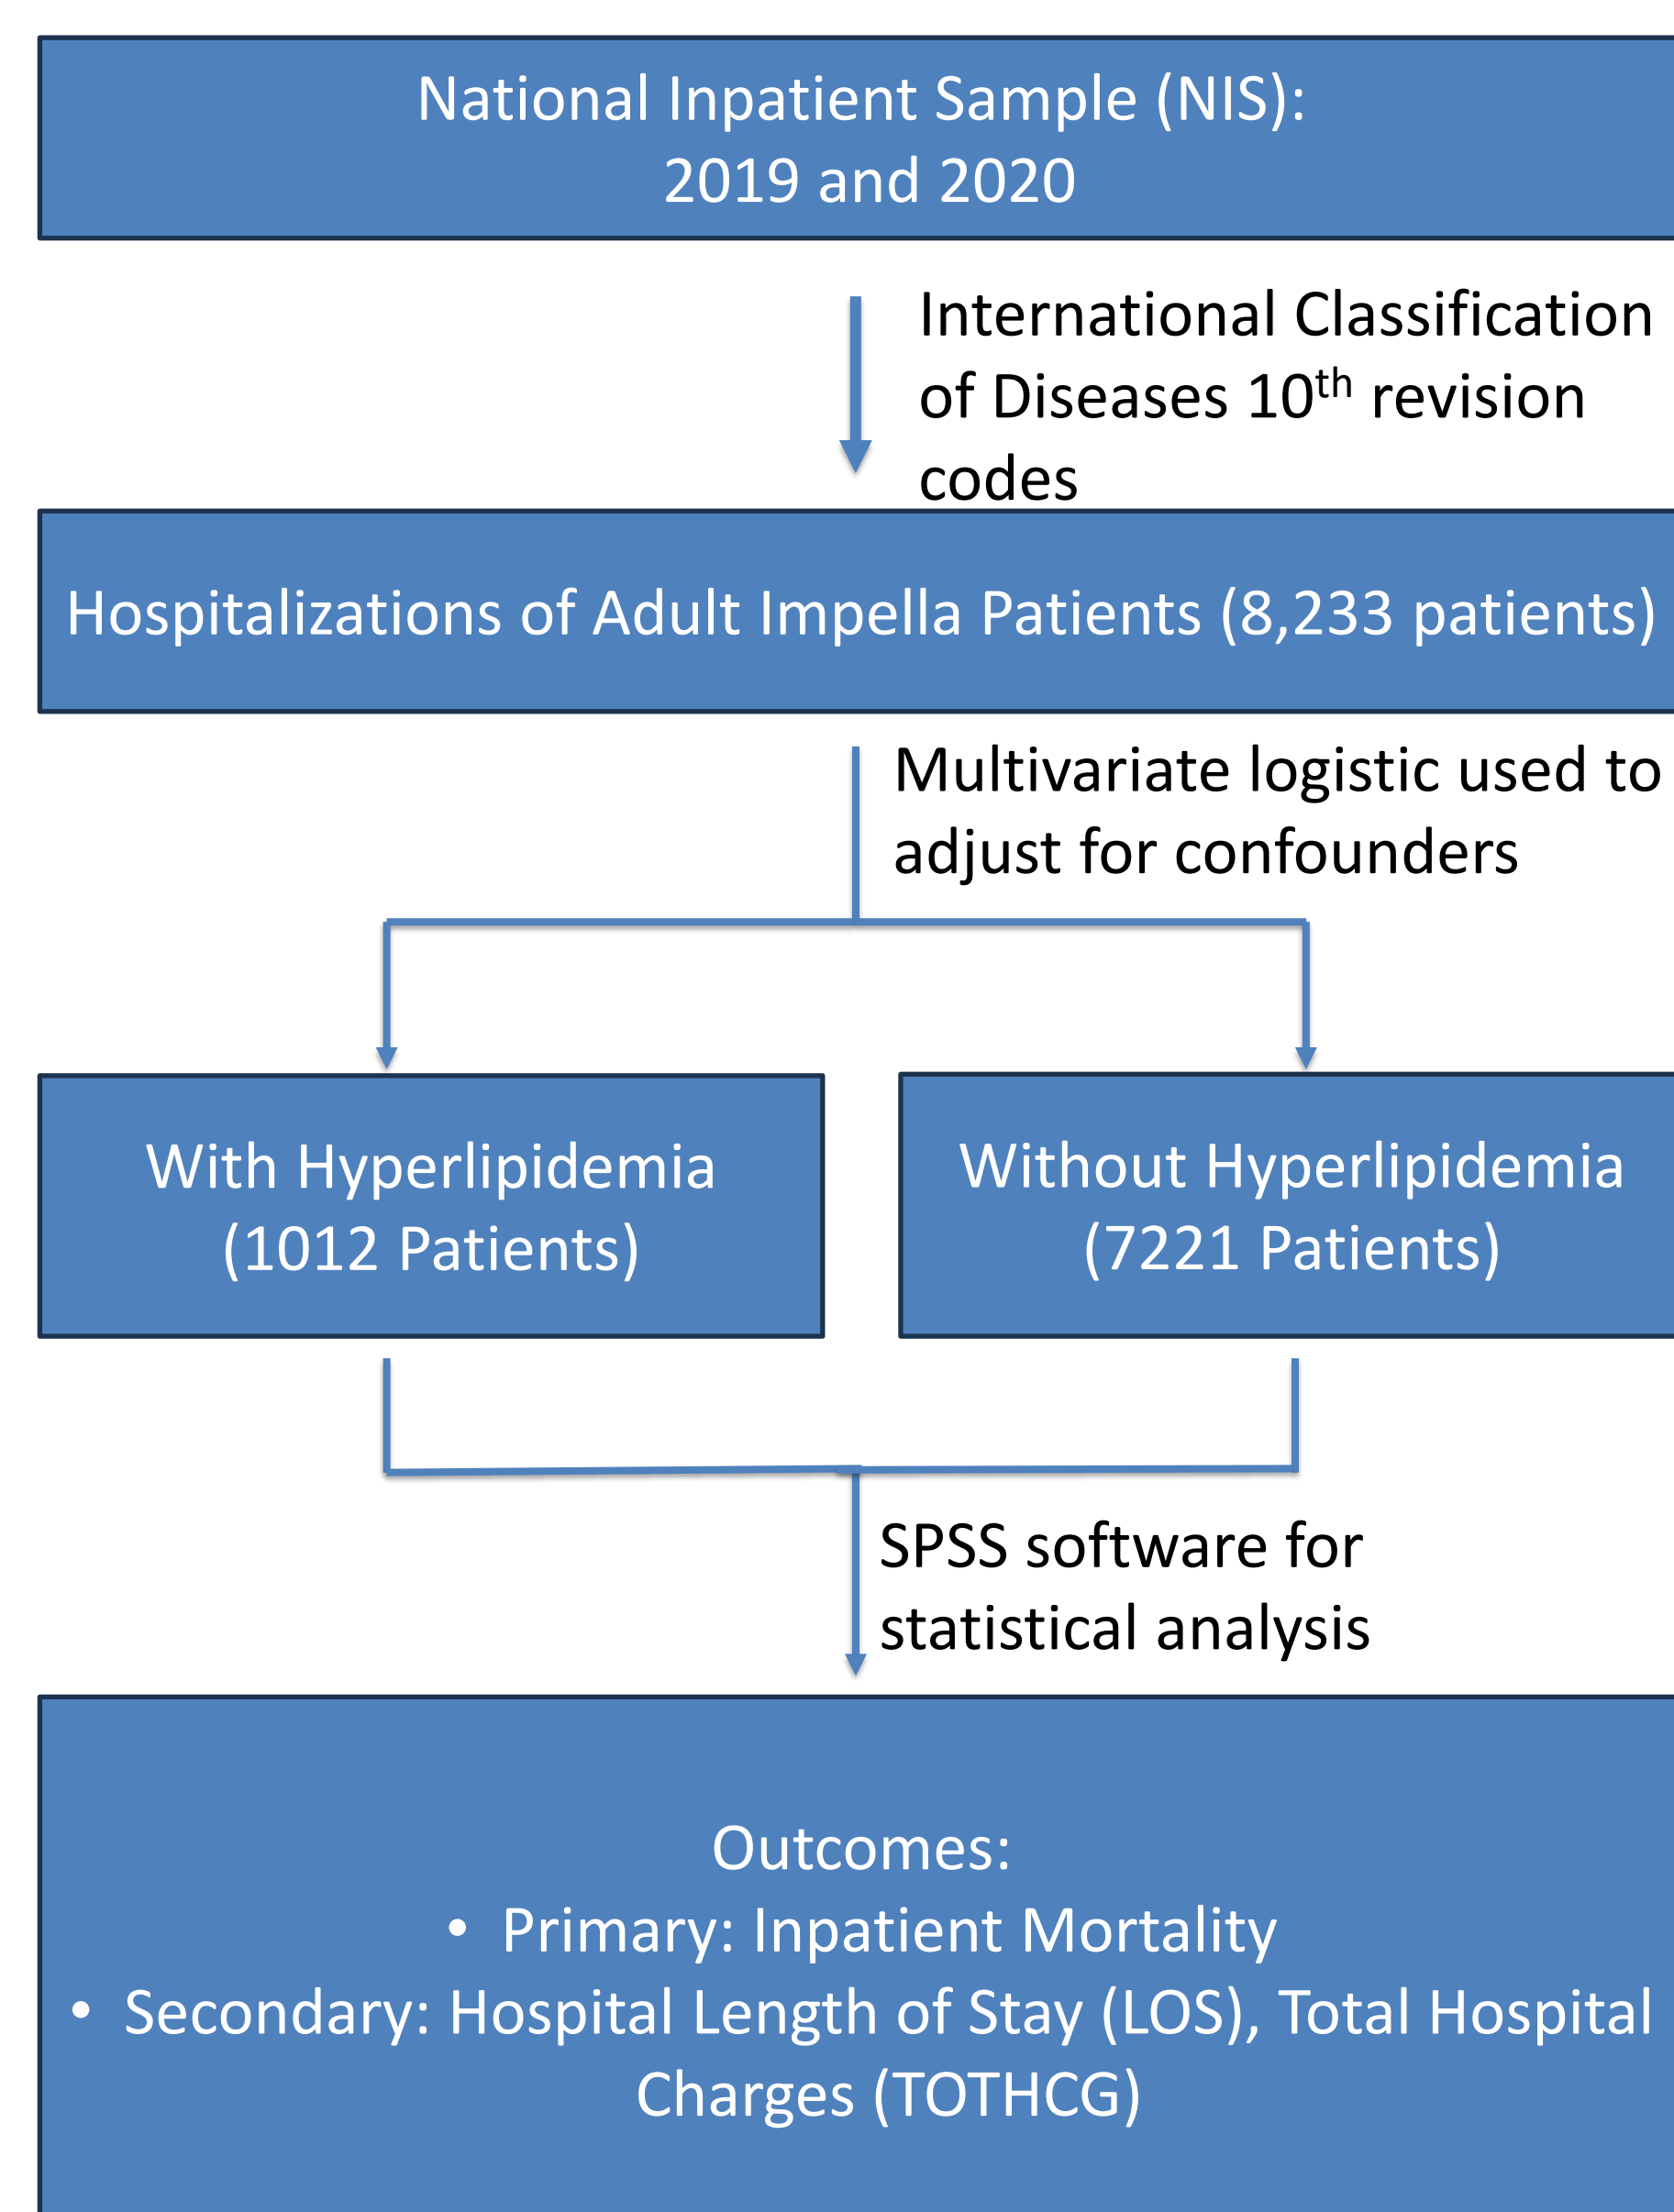 National Inpatient Sample (NIS):
2019 and 2020
International Classification
of Diseases 10th revision
codes
Hospitalizations of Adult Impella Patients (8,233 patients)
Multivariate logistic used to
adjust for confounders
With Hyperlipidemia
(1012 Patients)
Without Hyperlipidemia
(7221 Patients)
SPSS software for
statistical analysis
Outcomes:
• Primary: Inpatient Mortality
• Secondary: Hospital Length of Stay (LOS), Total Hospital
Charges (TOTHCG)